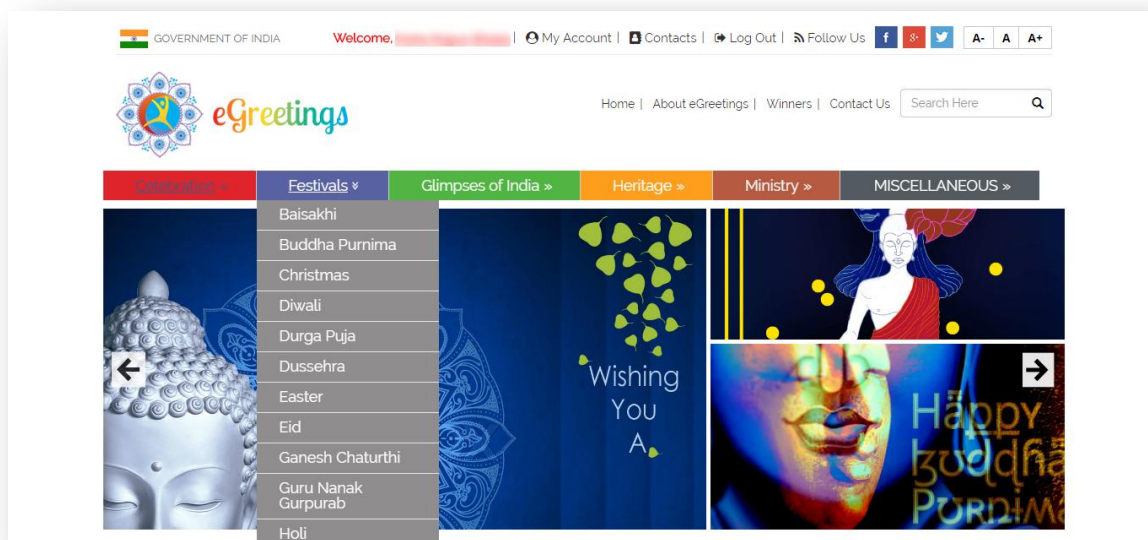 GOVERNMENT OF INDIA Welcome, | My Account | Contacts | Log Out | Follow Us f 8+ A- A A+
eGreetings
Home | About eGreetings | Winners | Contact Us Search Here
Celebration » Festivals » Glimpses of India » Heritage » Ministry » MISCELLANEOUS »
Baisakhi
Buddha Purnima
Christmas
Diwali
Durga Puja
Dussehra
Easter
Eid
Ganesh Chaturthi
Guru Nanak
Gurpurab
Holi
Wishing
You
A
Happy
Buddha
Purnima